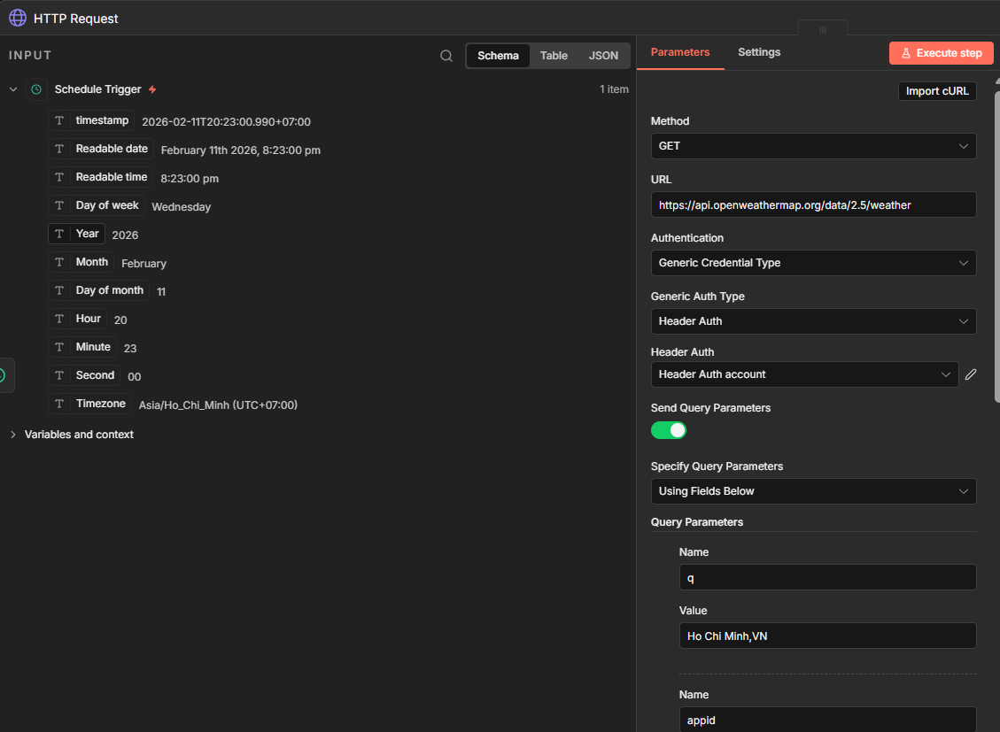 HTTP Request
INPUT
Schema Table JSON
Schedule Trigger
1 item
T timestamp 2026-02-11T20:23:00.990+07:00
T Readable date February 11th 2026, 8:23:00 pm
T Readable time 8:23:00 pm
T Day of week Wednesday
T Year 2026
T Month February
T Day of month 11
T Hour 20
T Minute 23
T Second 00
T Timezone Asia/Ho_Chi_Minh (UTC+07:00)
Variables and context
Parameters Settings
Execute step
Import cURL
Method
GET
URL
https://api.openweathermap.org/data/2.5/weather
Authentication
Generic Credential Type
Generic Auth Type
Header Auth
Header Auth
Header Auth account
Send Query Parameters
Specify Query Parameters
Using Fields Below
Query Parameters
Name
q
Value
Ho Chi Minh,VN
Name
appid